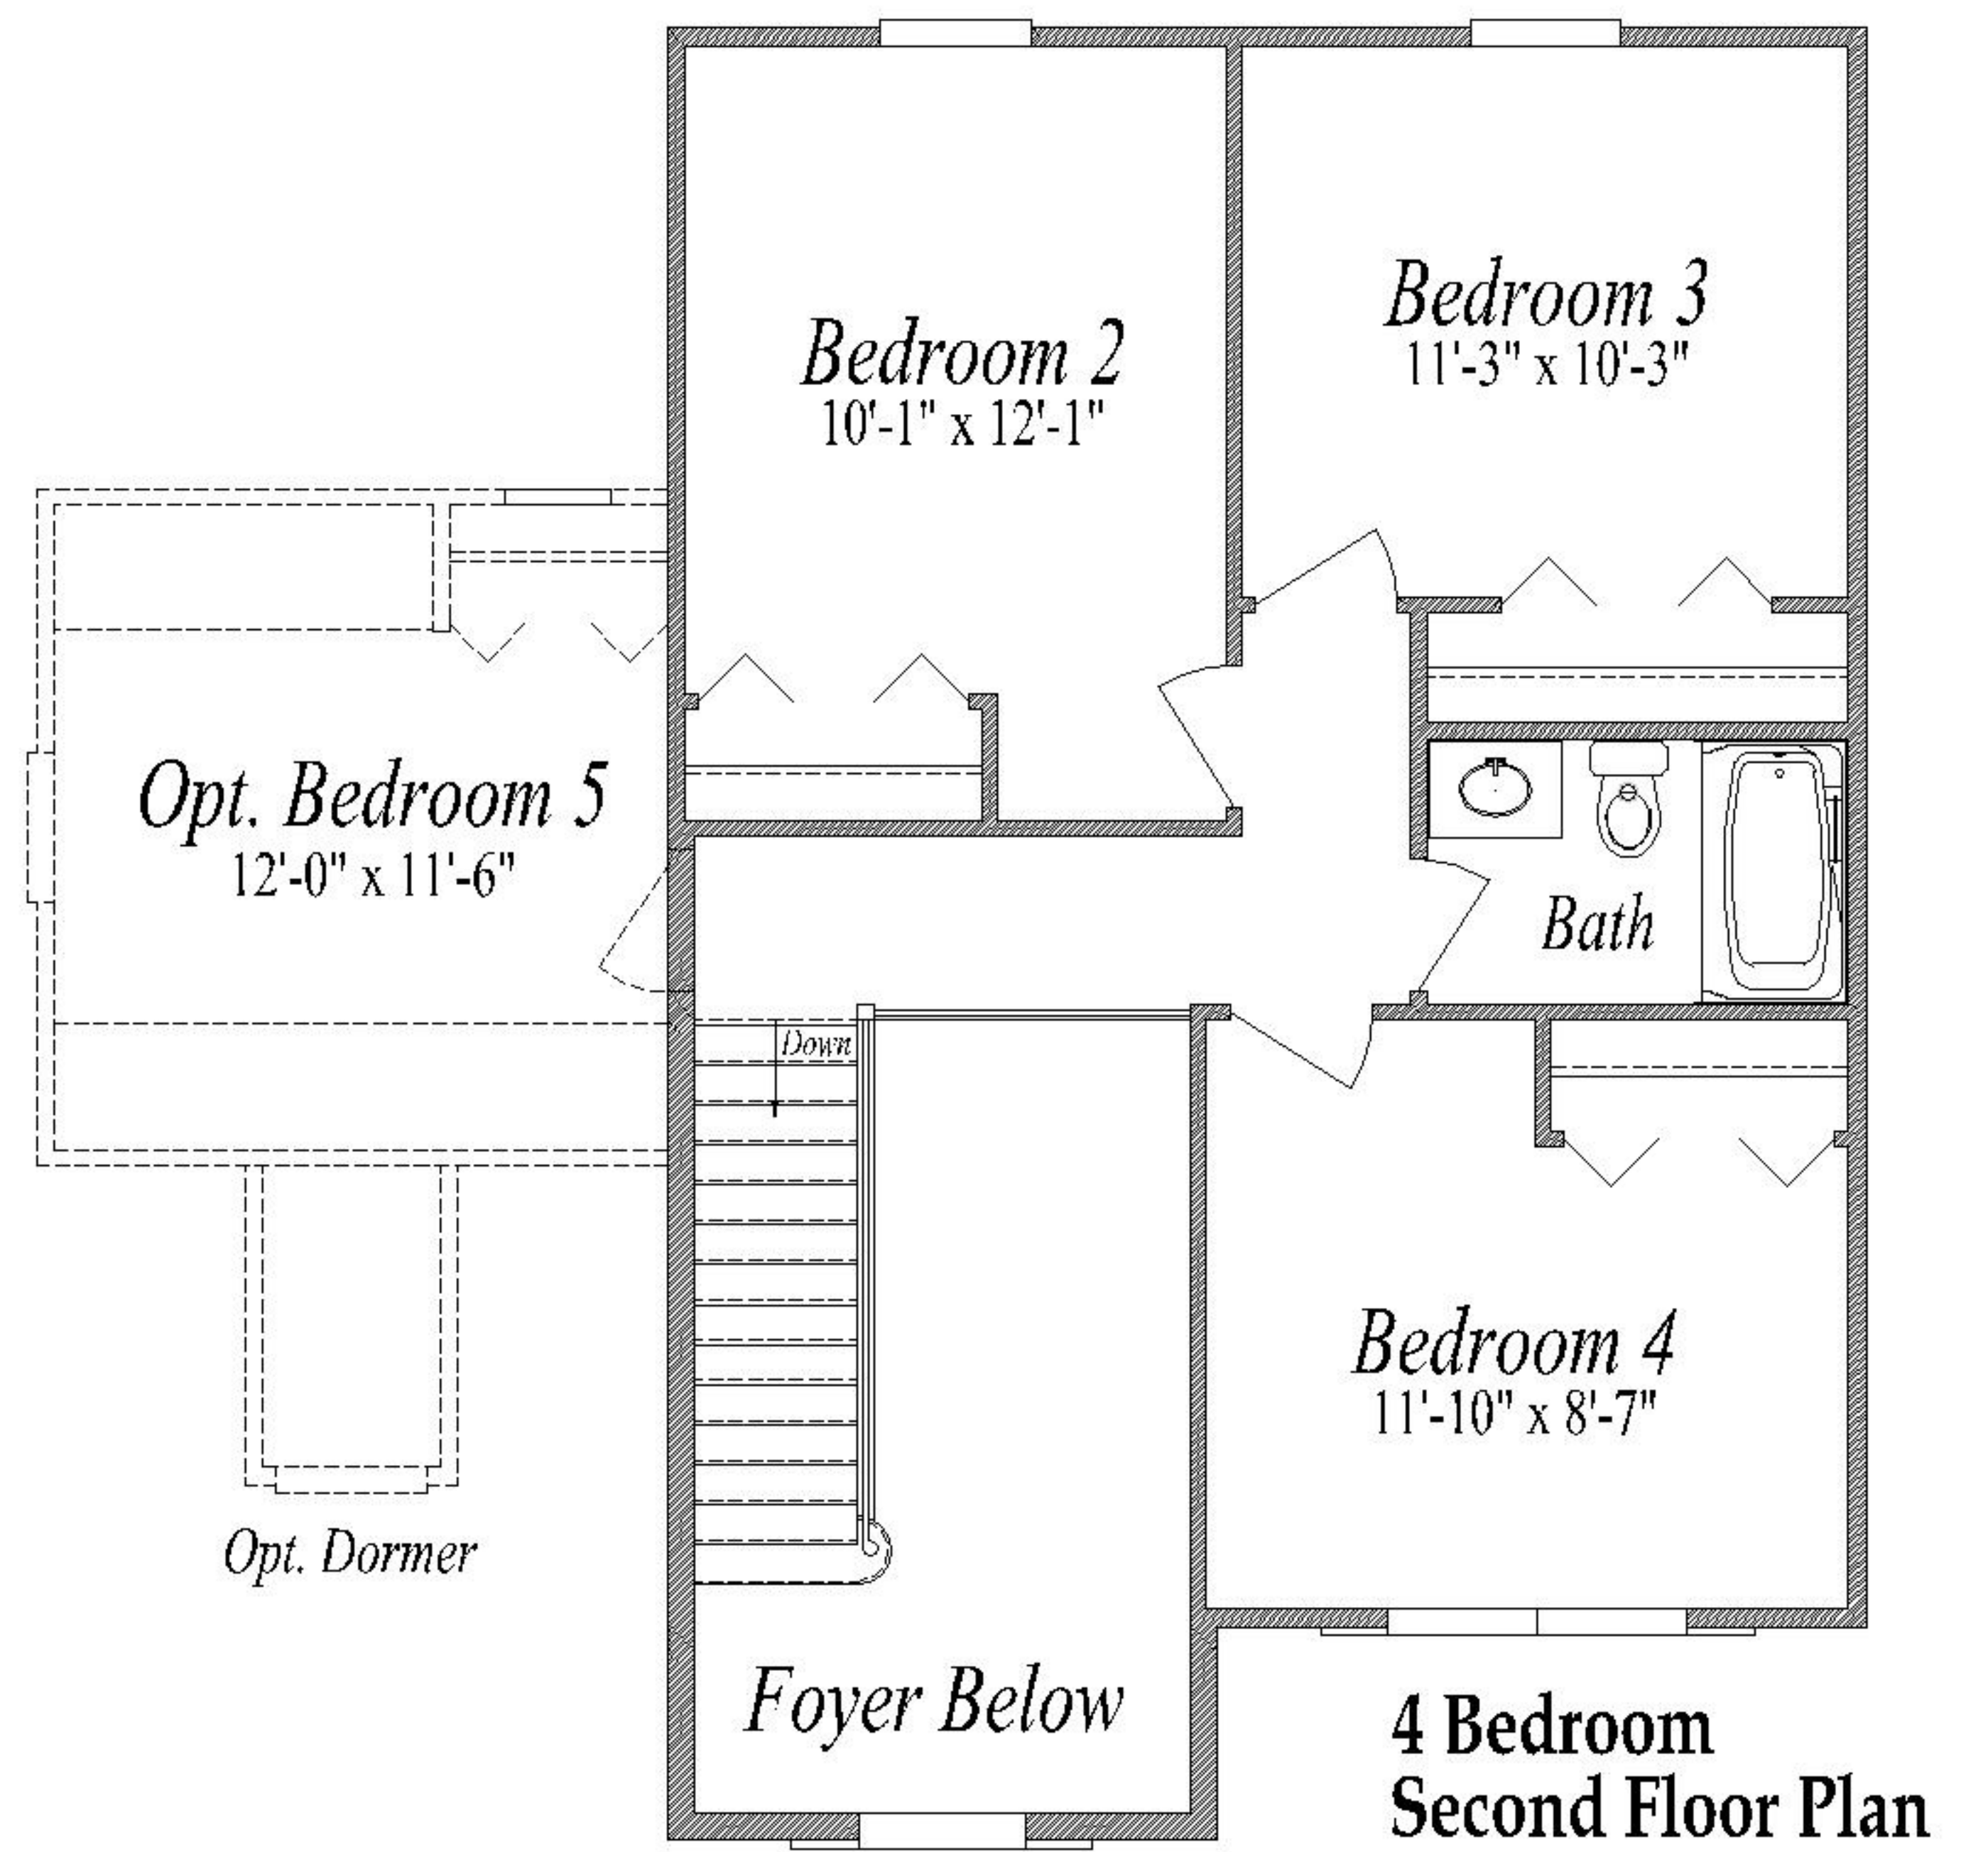 Bedroom 2
10'-1" x 12'-1"
Bedroom 3
11'-3" x 10'-3"
Opt. Bedroom 5
12'-0" x 11'-6"
Bath
Down
Bedroom 4
11'-10" x 8'-7"
Opt. Dormer
Foyer Below
4 Bedroom
Second Floor Plan